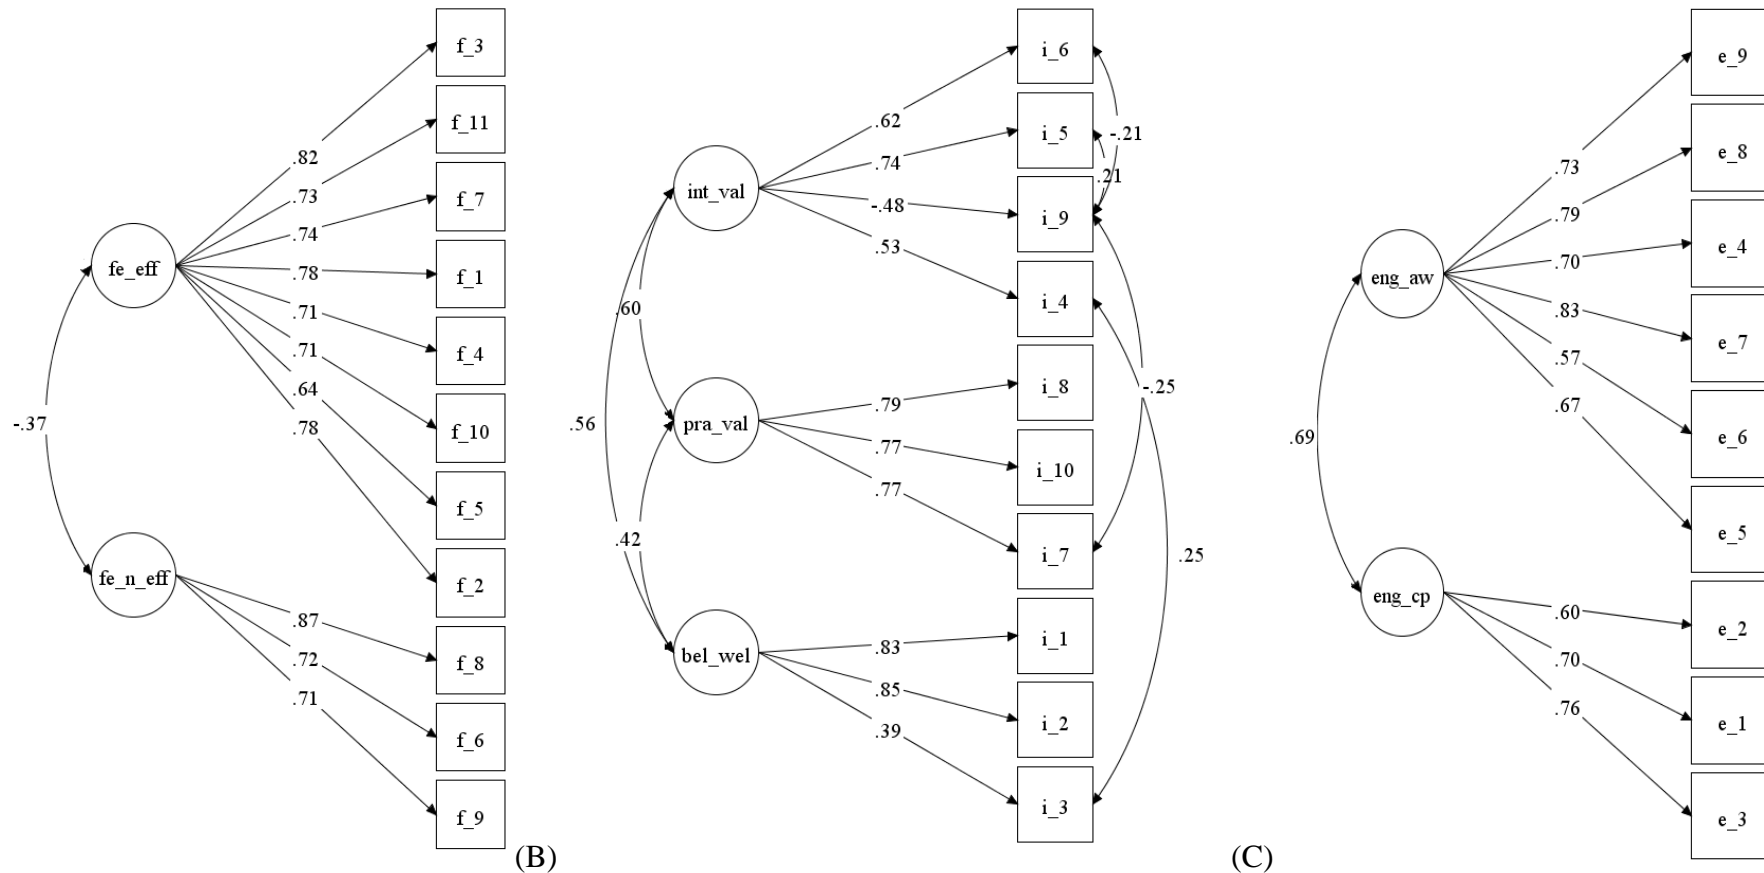 f_3
f_11
f_7
f_1
f_4
f_10
f_5
f_2
f_8
f_6
f_9
.82
.73
.74
.78
.71
.71
.64
.78
.87
.72
.71
fe_eff
fe_n_eff
-.37
(B)
i_6
i_5
i_9
i_4
i_8
i_10
i_7
i_1
i_2
i_3
.62
.74
-.48
.53
.79
.77
.77
.83
.85
.39
int_val
pra_val
bel_wel
.60
.56
.42
-.21
.21
-.25
.25
(C)
e_9
e_8
e_4
e_7
e_6
e_5
e_2
e_1
e_3
.73
.79
.70
.83
.57
.67
.60
.70
.76
eng_aw
eng_cp
.69